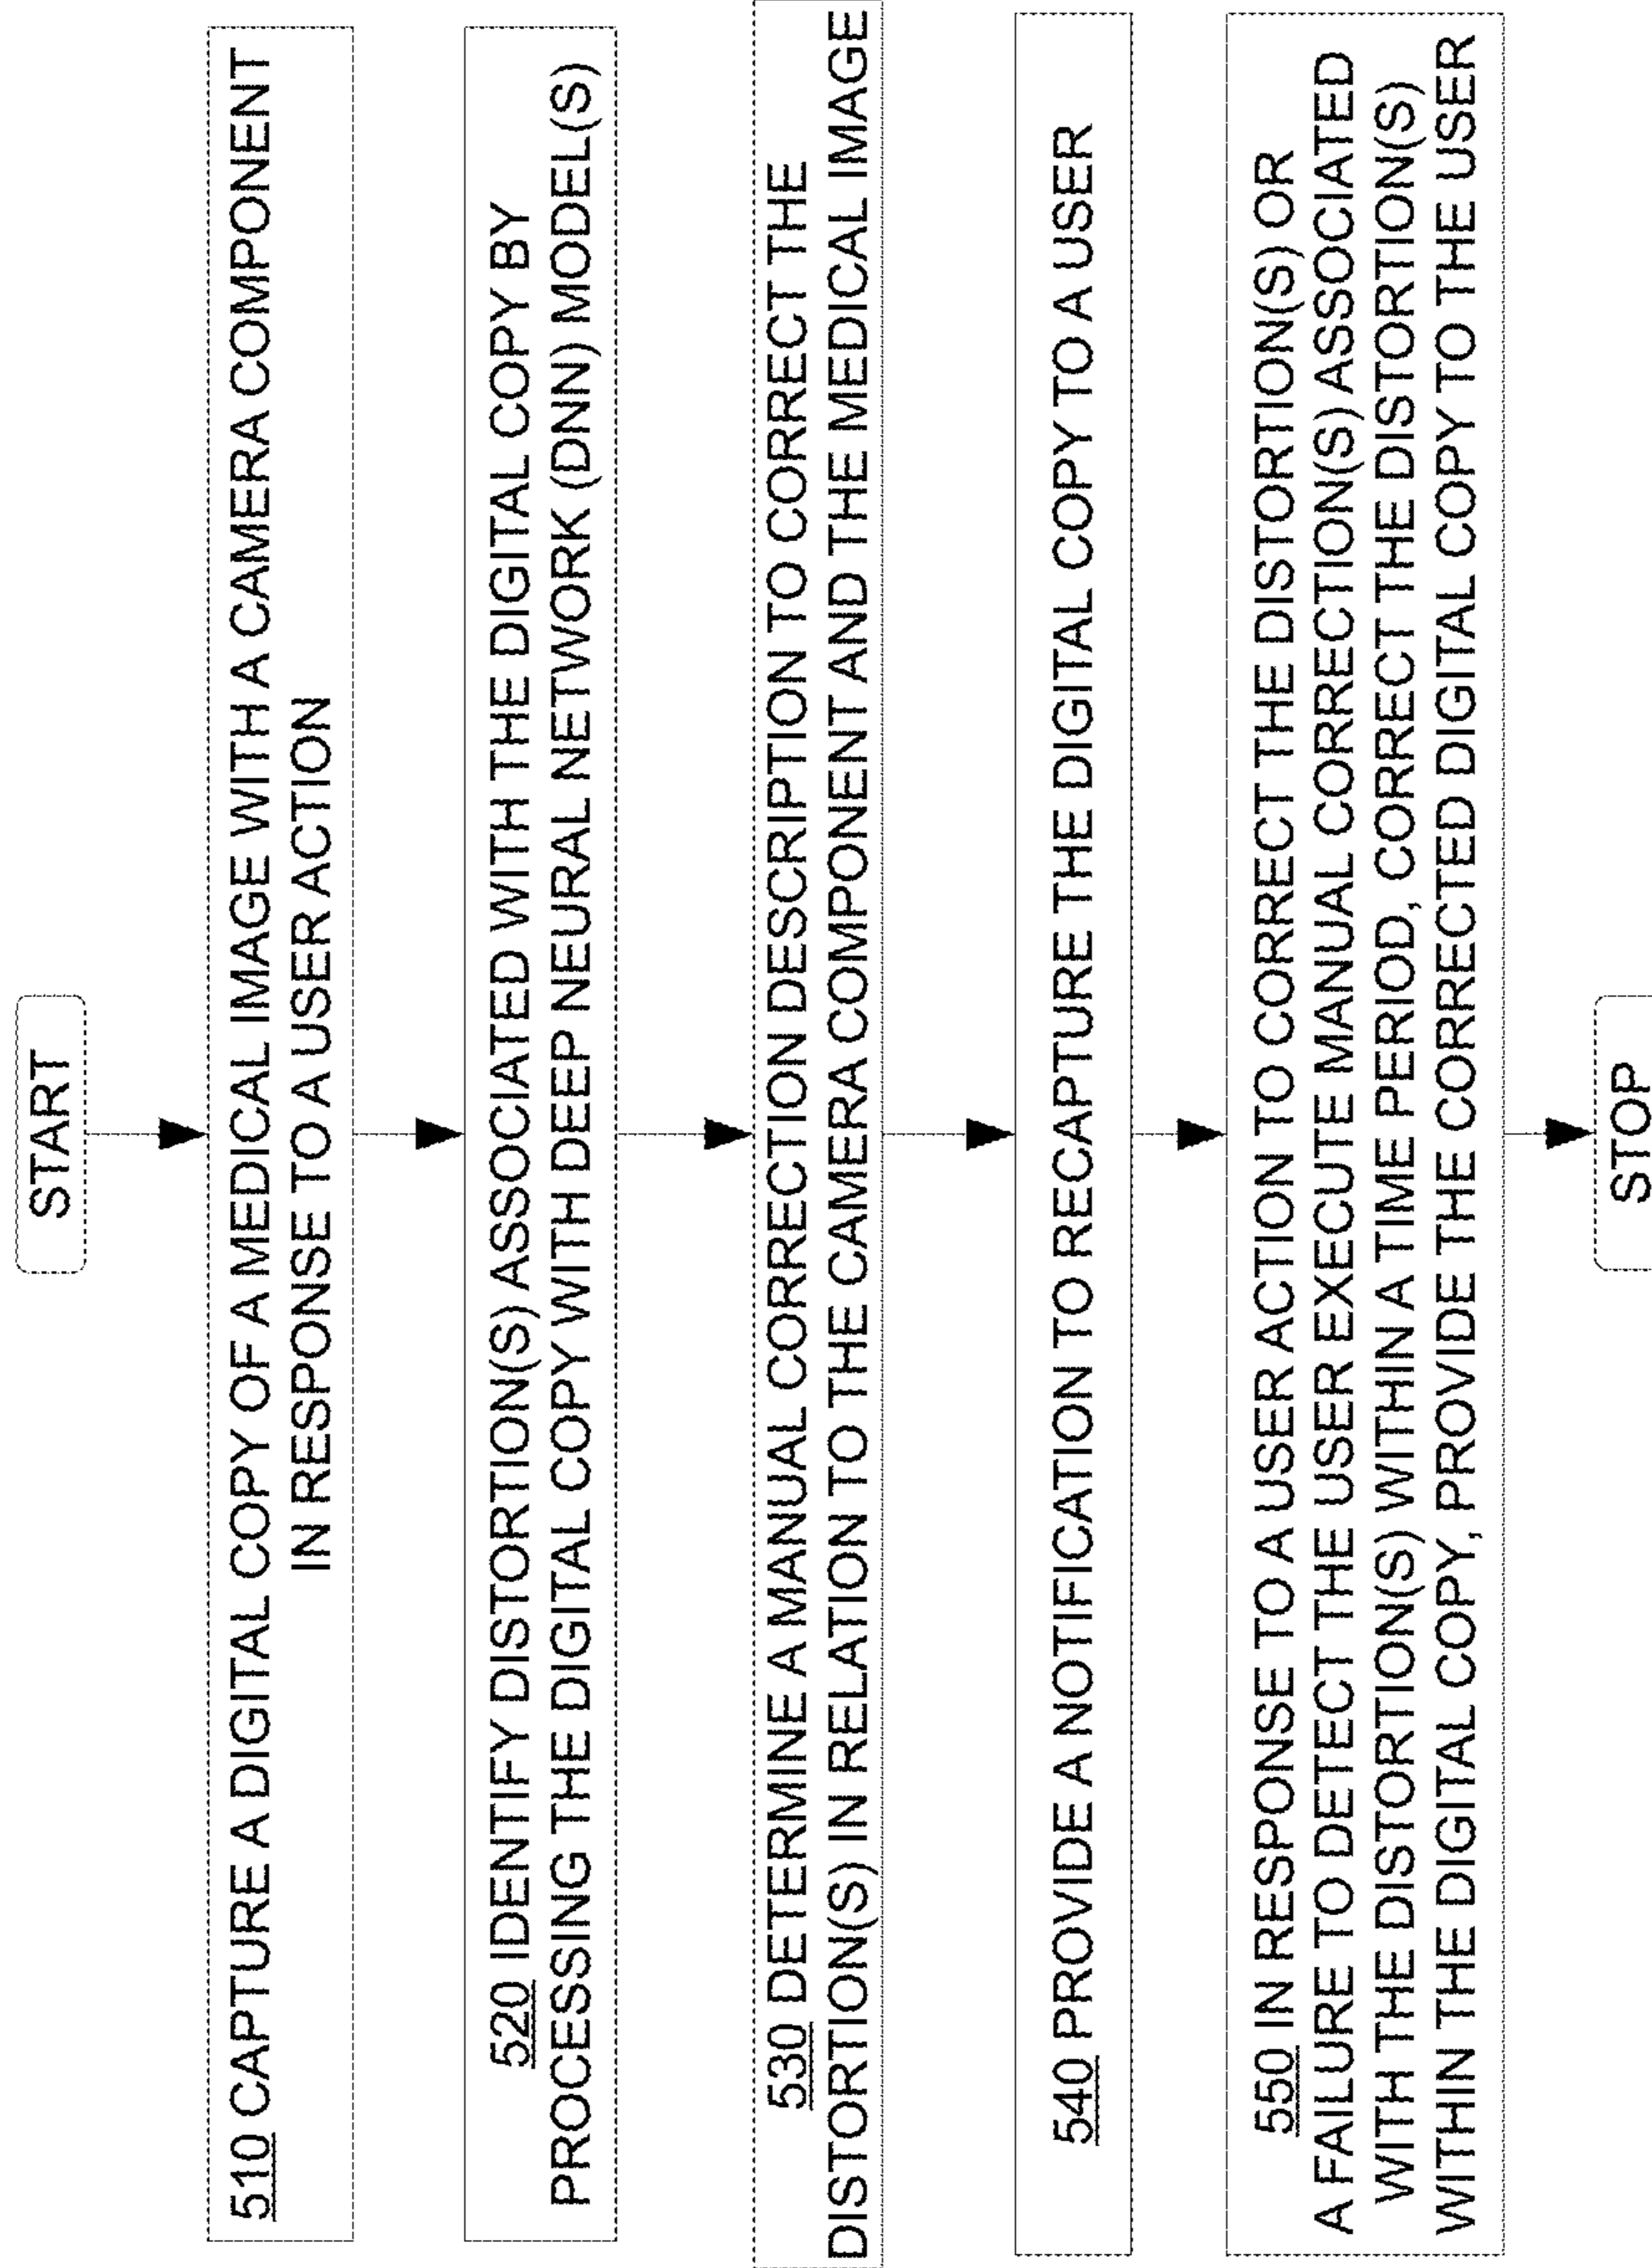 START
510 CAPTURE A DIGITAL COPY OF A MEDICAL IMAGE WITH A CAMERA COMPONENT
IN RESPONSE TO A USER ACTION
520 IDENTIFY DISTORTION(S) ASSOCIATED WITH THE DIGITAL COPY BY
PROCESSING THE DIGITAL COPY WITH DEEP NEURAL NETWORK (DNN) MODEL(S)
530 DETERMINE A MANUAL CORRECTION DESCRIPTION TO CORRECT THE
DISTORTION(S) IN RELATION TO THE CAMERA COMPONENT AND THE MEDICAL IMAGE
540 PROVIDE A NOTIFICATION TO RECAPTURE THE DIGITAL COPY TO A USER
550 IN RESPONSE TO A USER ACTION TO CORRECT THE DISTORTION(S) OR
A FAILURE TO DETECT THE USER EXECUTE MANUAL CORRECTION(S) ASSOCIATED
WITH THE DISTORTION(S) WITHIN A TIME PERIOD, CORRECT THE DISTORTION(S)
WITHIN THE DIGITAL COPY, PROVIDE THE CORRECTED DIGITAL COPY TO THE USER
STOP